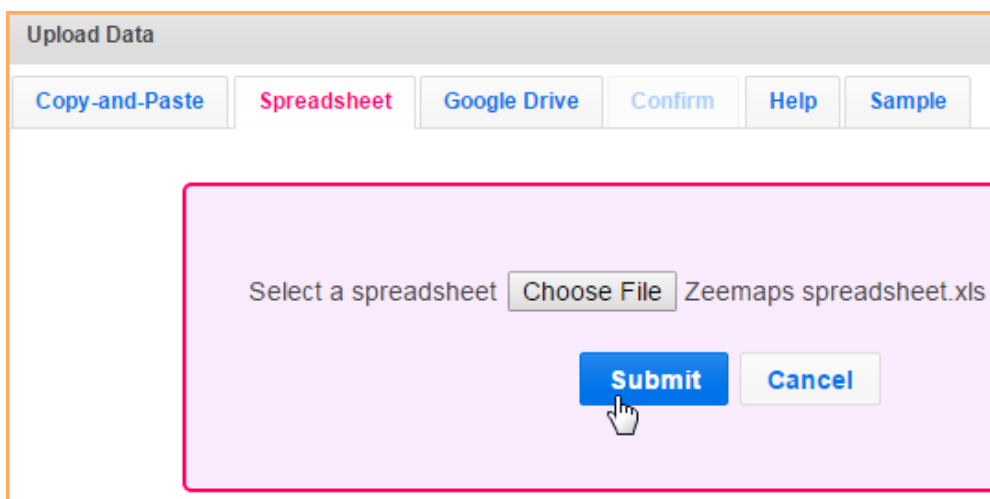 Upload Data
Copy-and-Paste Spreadsheet Google Drive Confirm Help Sample
Select a spreadsheet Choose File Zeemaps spreadsheet.xls
Submit Cancel